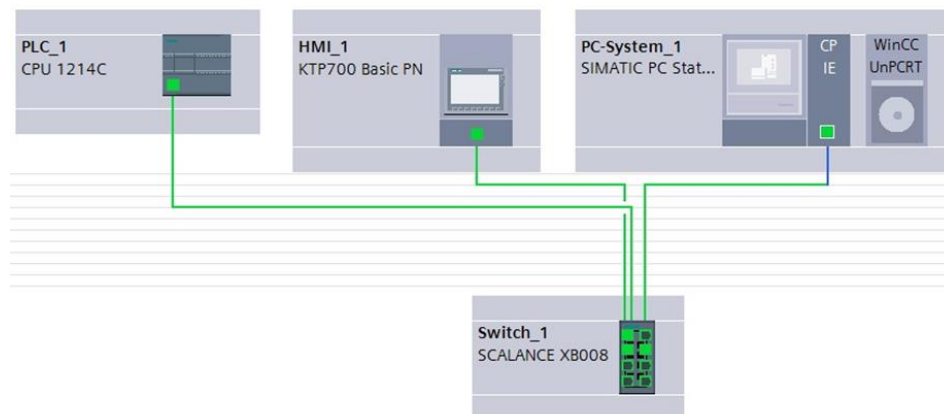 PLC_1
CPU 1214C
HMI_1
KTP700 Basic PN
PC-System_1
SIMATIC PC Stat...
CP
IE
WinCC
UnPCRT
Switch_1
SCALANCE XB008